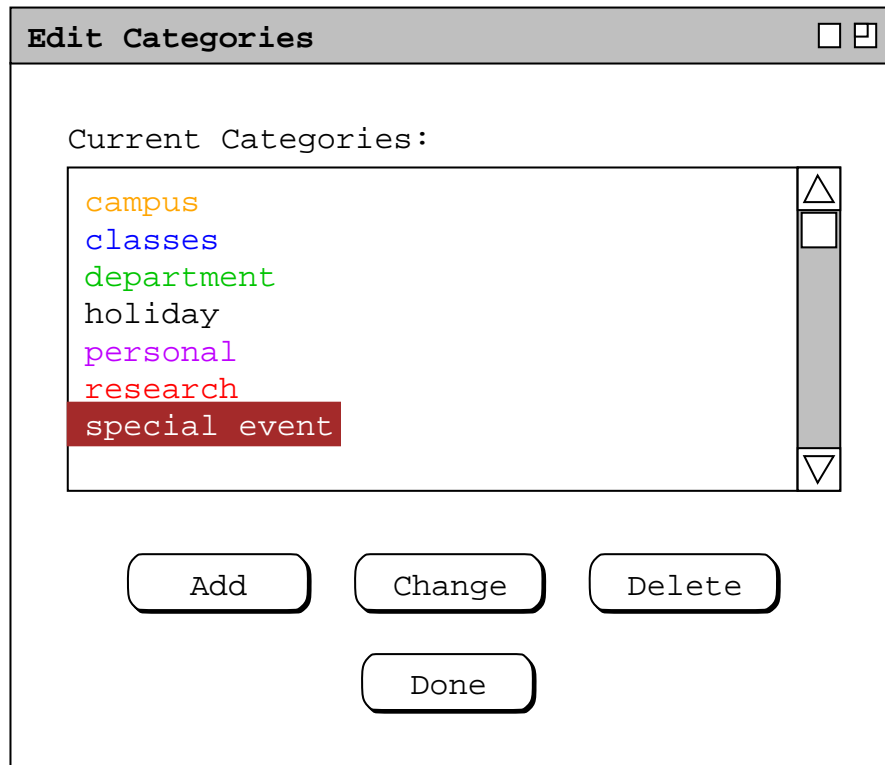 Edit Categories
Current Categories:
campus
classes
department
holiday
personal
research
special event
Add Change Delete
Done